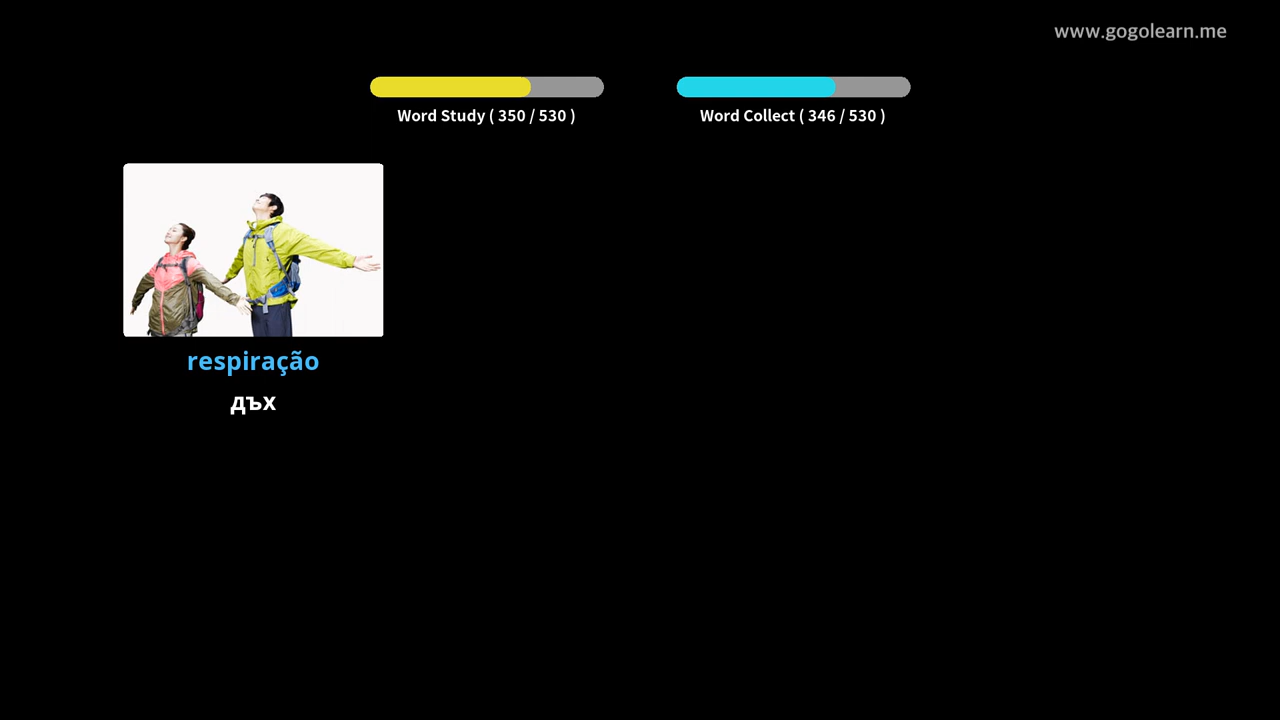 www.gogolearn.me
Word Study ( 350 / 530 )
Word Collect ( 346 / 530 )
respiração
дъх